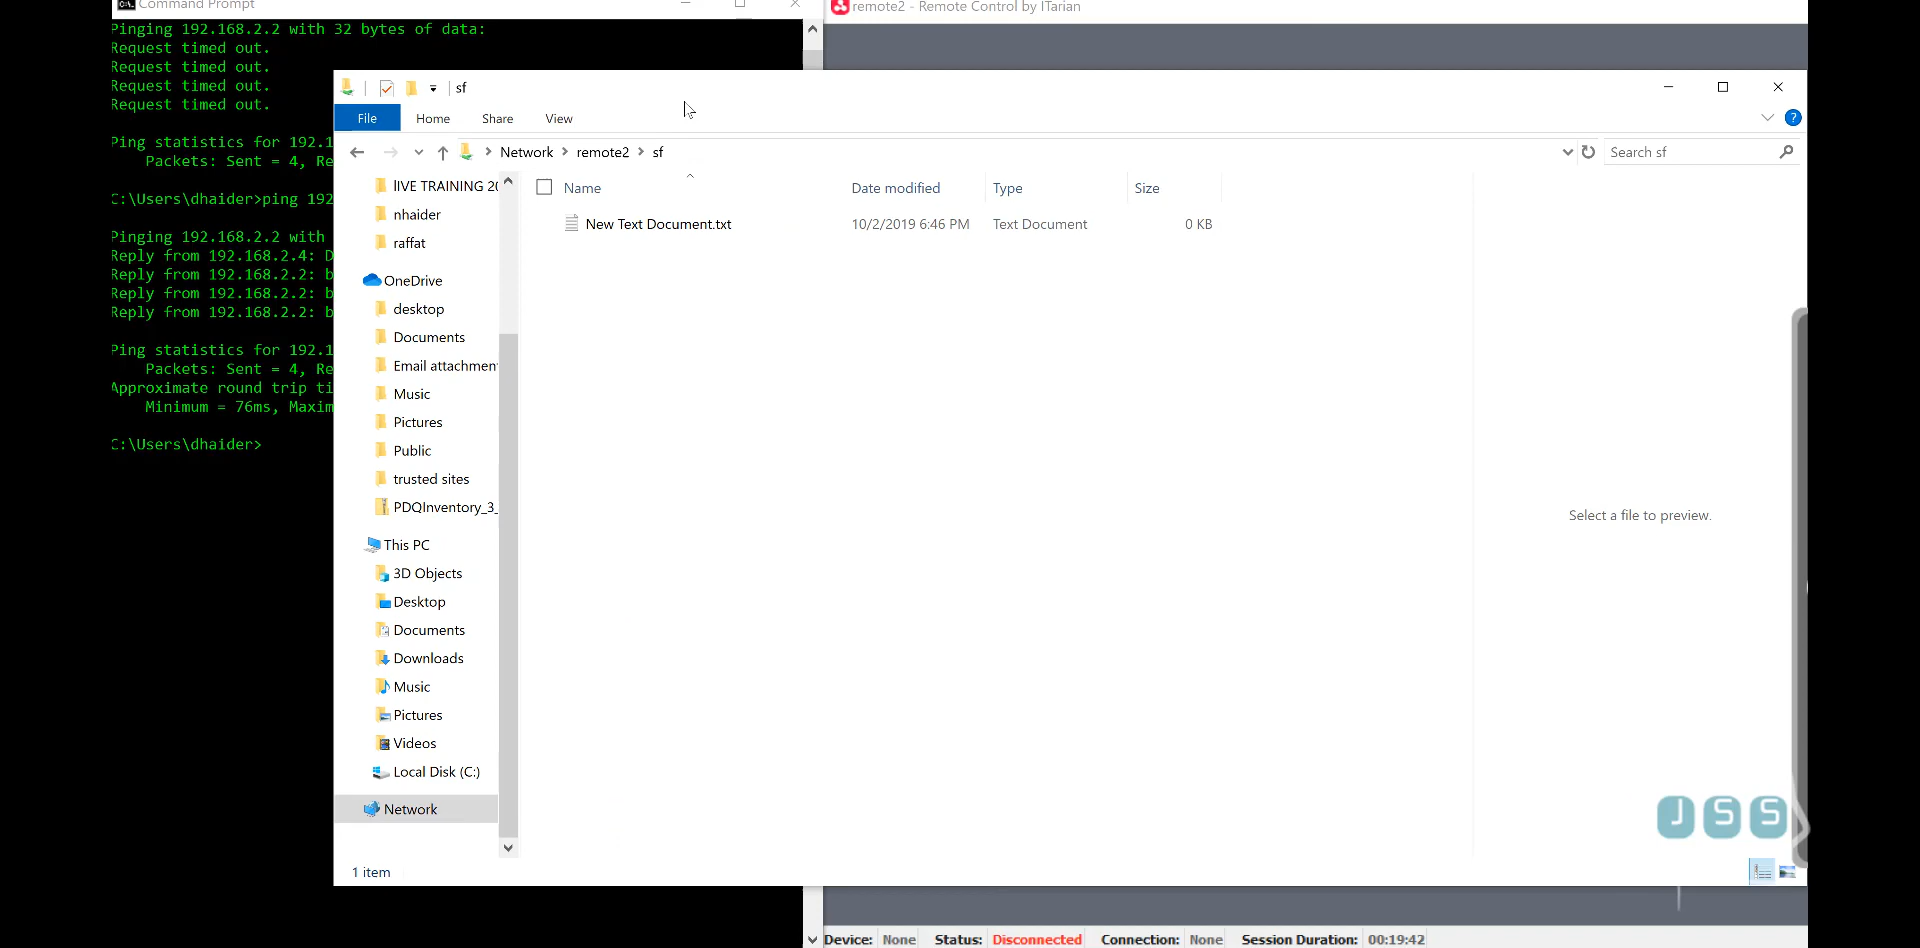 Command Prompt
Pinging 192.168.2.2 with 32 bytes of data:
Request timed out.
Request timed out.
Request timed out.
Request timed out.
Ping statistics for 192.1
Packets: Sent = 4, Re
C:\Users\dhaider>ping 192
Pinging 192.168.2.2 with
Reply from 192.168.2.4: D
Reply from 192.168.2.2: b
Reply from 192.168.2.2: b
Reply from 192.168.2.2: b
Ping statistics for 192.1
Packets: Sent = 4, Re
Approximate round trip ti
Minimum = 76ms, Maxim
C:\Users\dhaider>
remote2 - Remote Control by ITarian
sf
File Home Share View
Network > remote2 > sf
Search sf
lIVE TRAINING 20
nhaider
raffat
OneDrive
desktop
Documents
Email attachmen
Music
Pictures
Public
trusted sites
PDQInventory_3_
This PC
3D Objects
Desktop
Documents
Downloads
Music
Pictures
Videos
Local Disk (C:)
Network
Name Date modified Type Size
New Text Document.txt 10/2/2019 6:46 PM Text Document 0 KB
Select a file to preview.
1 item
JSS
Device: None Status: Disconnected Connection: None Session Duration: 00:19:42